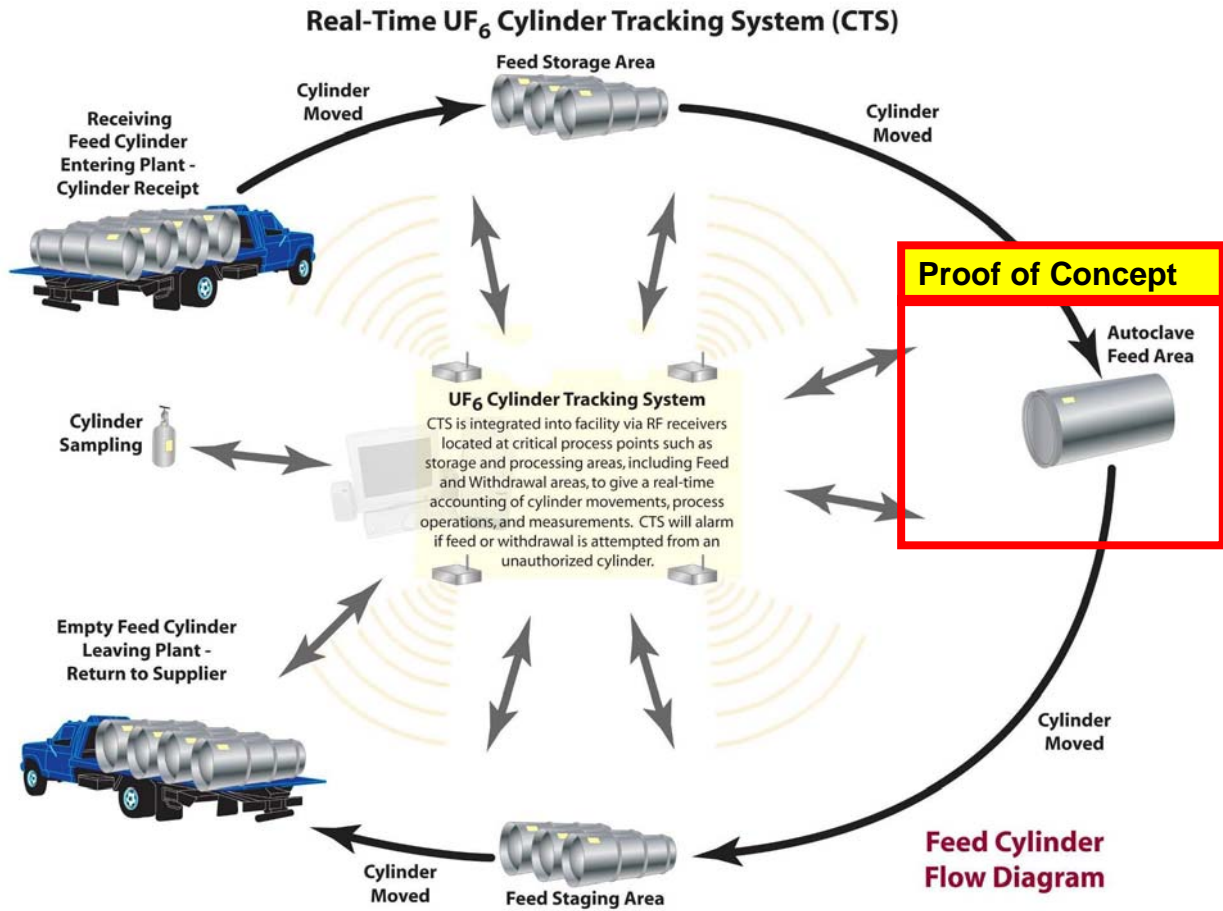 Real-Time UF6 Cylinder Tracking System (CTS)
Feed Storage Area
Cylinder
Moved
Cylinder
Moved
Receiving
Feed Cylinder
Entering Plant -
Cylinder Receipt
Proof of Concept
Autoclave
Feed Area
UF6 Cylinder Tracking System
CTS is integrated into facility via RF receivers
located at critical process points such as
storage and processing areas, including Feed
and Withdrawal areas, to give a real-time
accounting of cylinder movements, process
operations, and measurements. CTS will alarm
if feed or withdrawal is attempted from an
unauthorized cylinder.
Cylinder
Sampling
Empty Feed Cylinder
Leaving Plant -
Return to Supplier
Cylinder
Moved
Cylinder
Moved
Feed Staging Area
Feed Cylinder
Flow Diagram